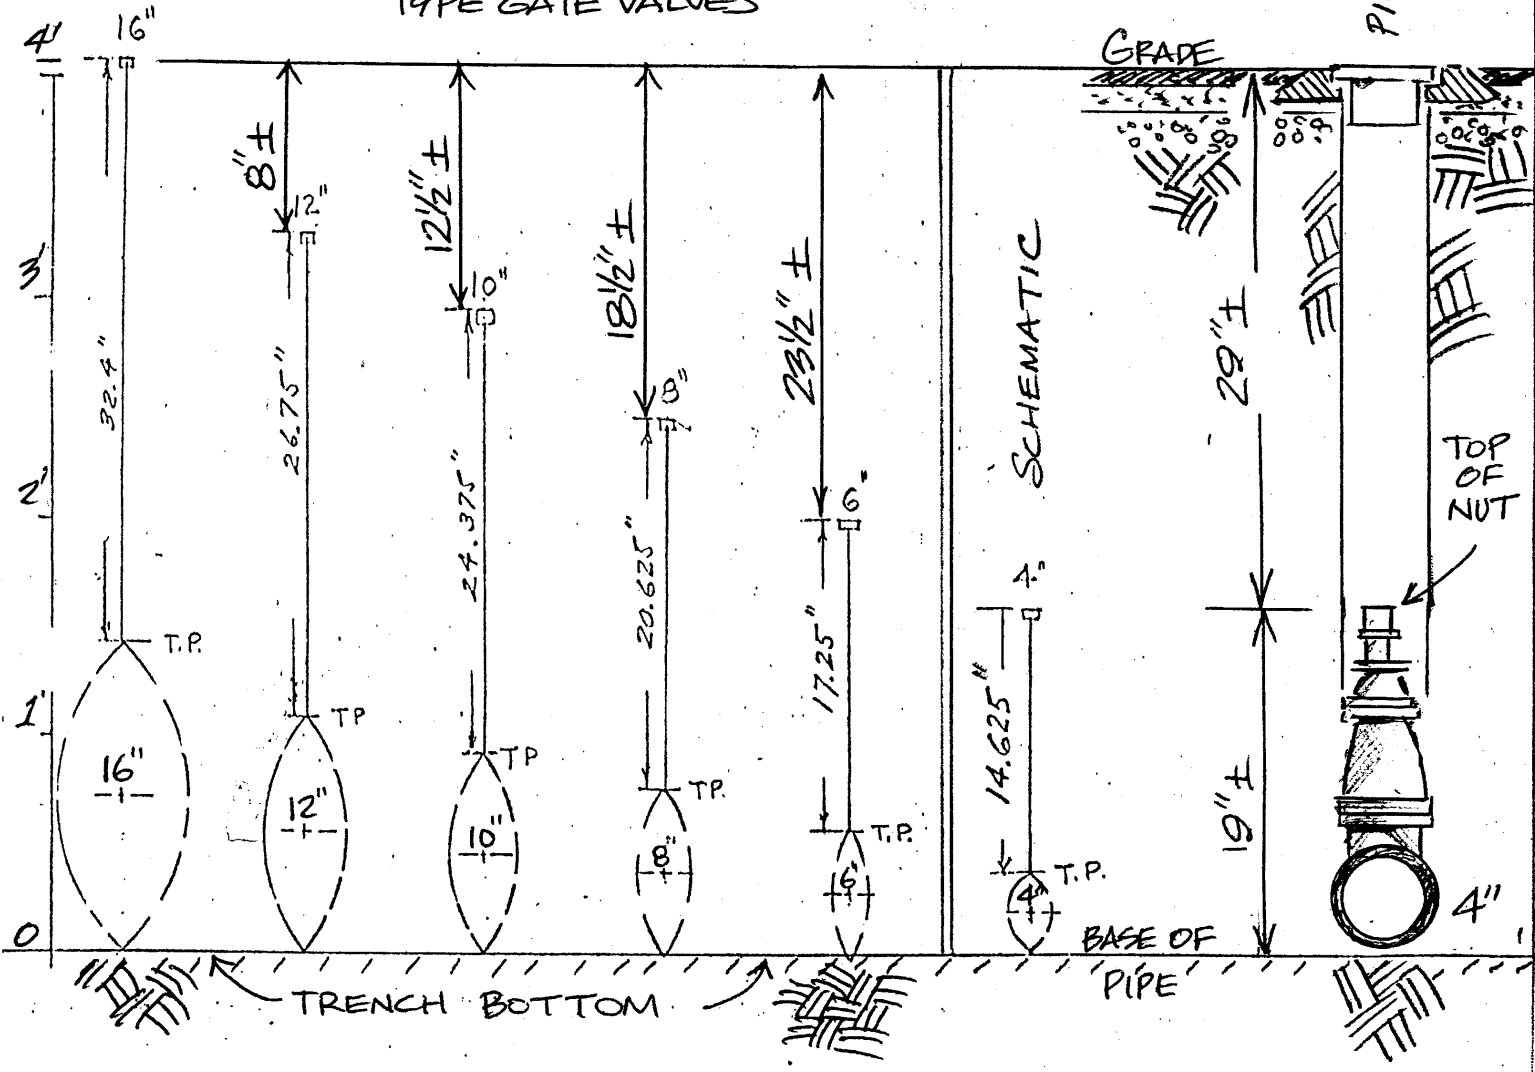 TYPE GATE VALVES
PI
4'
16"
GRADE
8"±
12"
12½"±
10"
18½"±
8"
23½"±
6"
SCHEMATIC
29"±
TOP
OF
NUT
3'
32.4"
26.75"
24.375"
20.625"
17.25"
2'
4"
14.625"
19"±
T.P.
TP
TP
TP.
T.P.
T.P.
1'
16"
12"
10"
8"
6"
4"
4"
0
BASE OF
PIPE
TRENCH BOTTOM